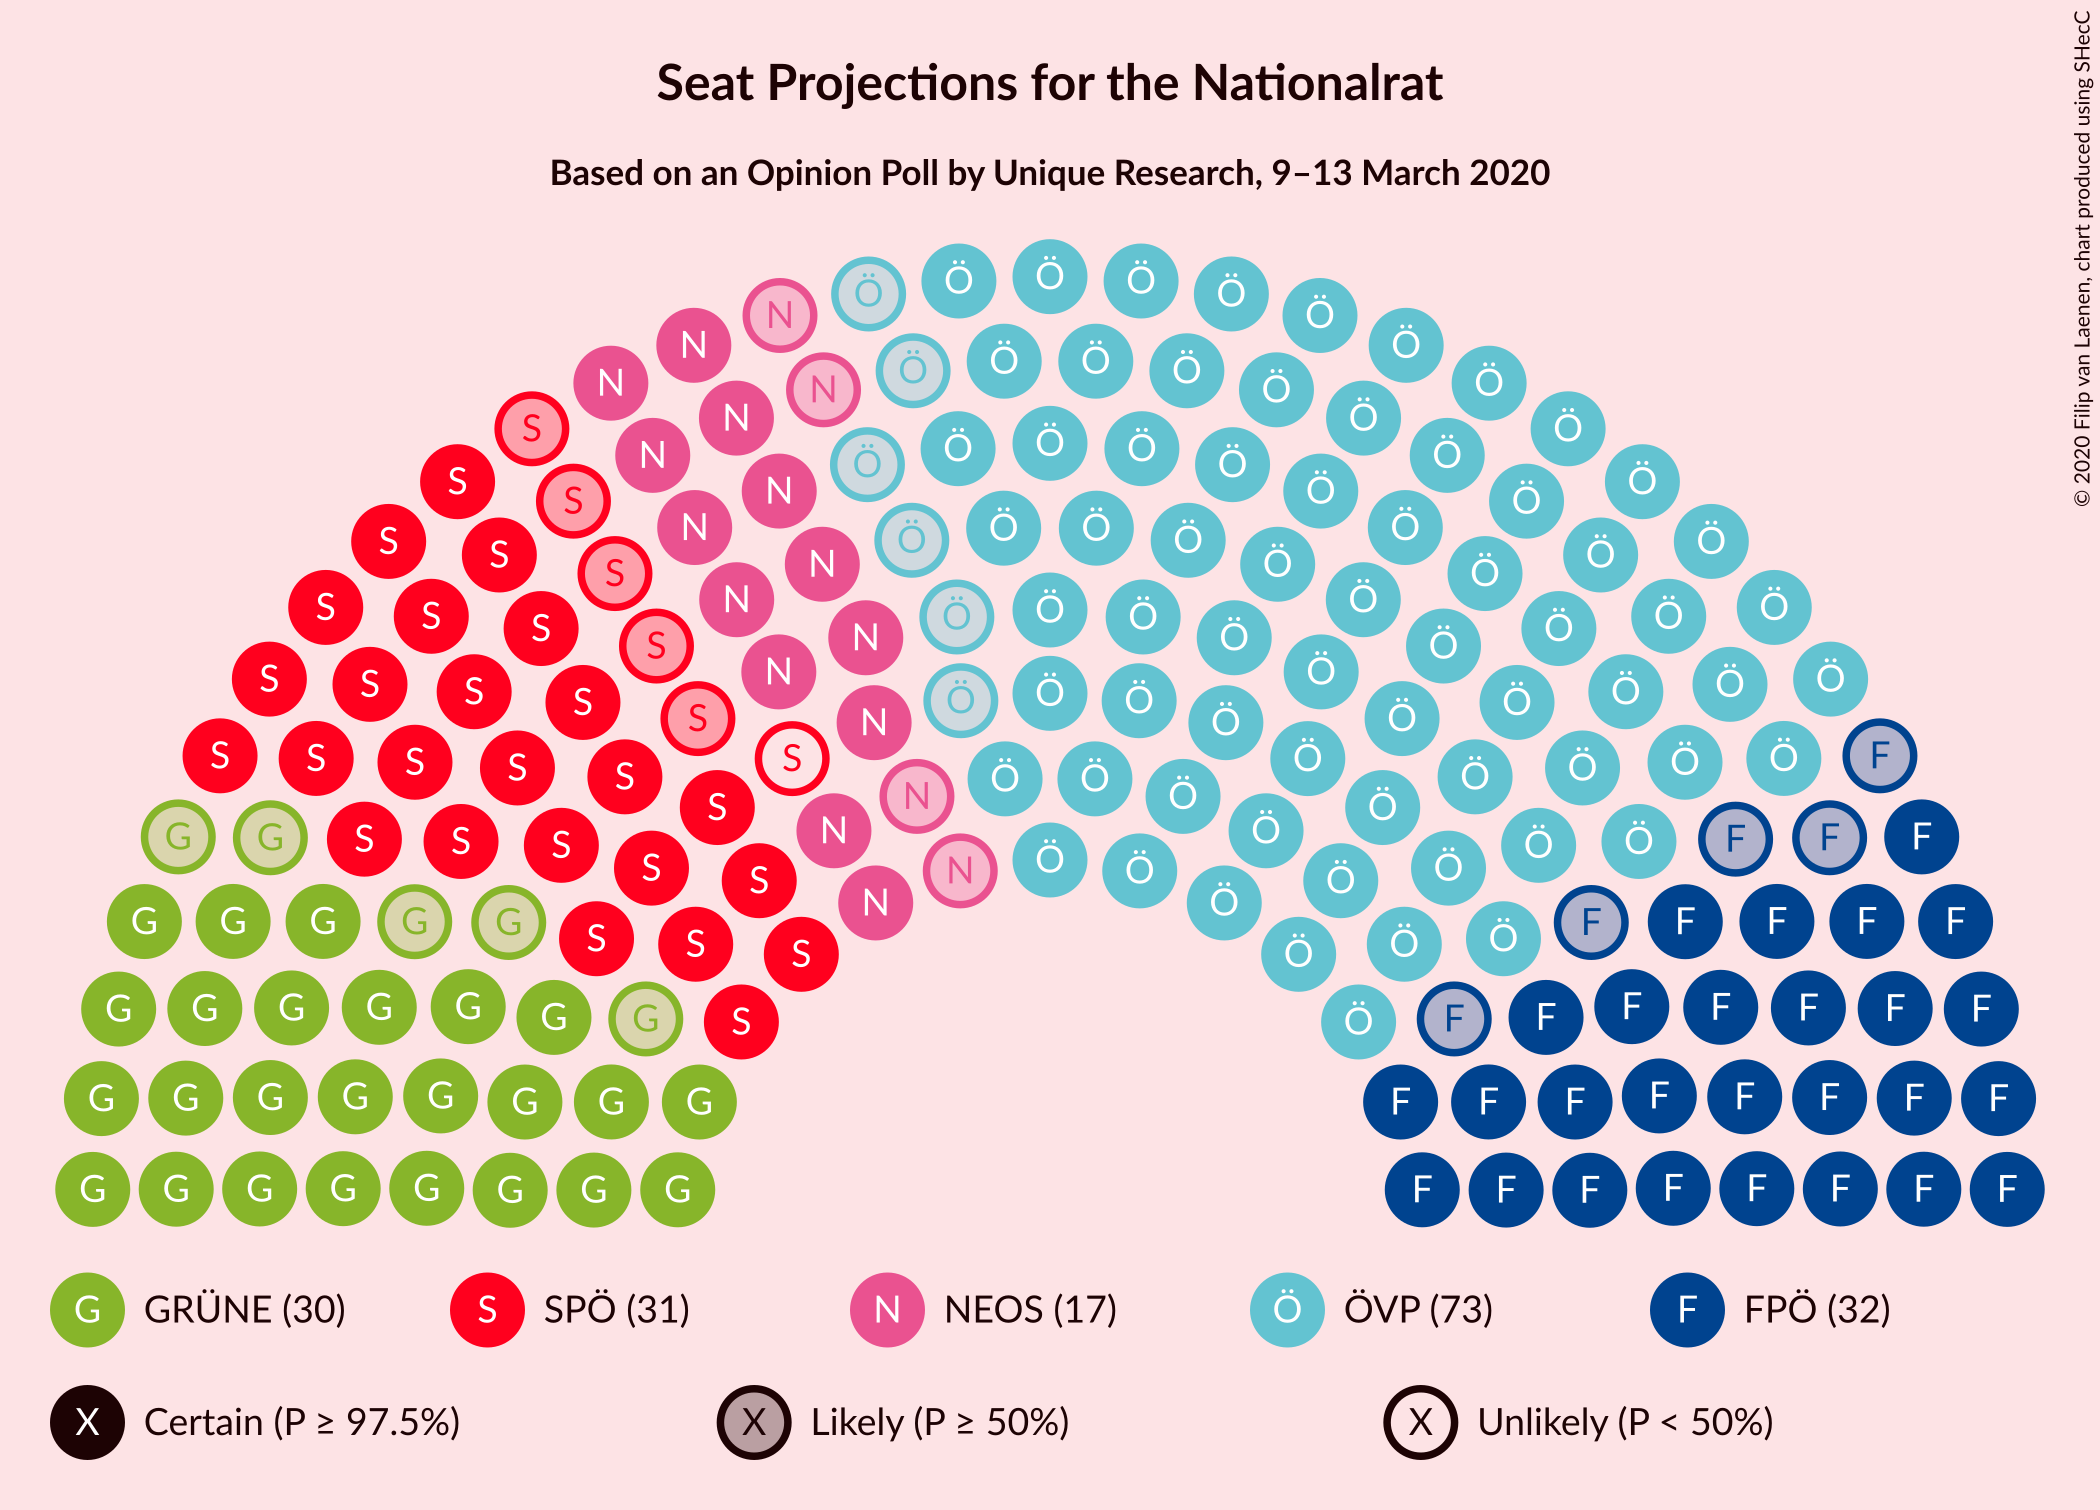 Seat Projections for the Nationalrat
Based on an Opinion Poll by Unique Research, 9–13 March 2020
© 2020 Filip van Laenen, chart produced using SHecC
Ö Ö Ö Ö Ö
N Ö
N Ö
N Ö Ö Ö Ö
N N Ö Ö Ö
S N Ö Ö Ö
S N Ö Ö Ö Ö Ö Ö
S S N N Ö Ö Ö Ö
S S N N Ö Ö Ö Ö Ö Ö Ö
S S N Ö Ö Ö Ö
S S S N Ö Ö Ö Ö Ö Ö Ö
S S S N Ö Ö Ö Ö Ö
S S S S N Ö Ö Ö Ö Ö Ö Ö Ö
S S S S S S Ö Ö Ö Ö Ö F
S S N Ö Ö Ö Ö Ö
G G S S S N Ö Ö Ö F F F
S S N Ö Ö Ö Ö
G G G G G N Ö F F F F F
S S S Ö Ö Ö
G G G G G G G S Ö F F F F F F F
G G G G G G G G F F F F F F F F
G G G G G G G G F F F F F F F F
G GRÜNE (30) S SPÖ (31) N NEOS (17) Ö ÖVP (73) F FPÖ (32)
X Certain (P ≥ 97.5%) X Likely (P ≥ 50%) X Unlikely (P < 50%)